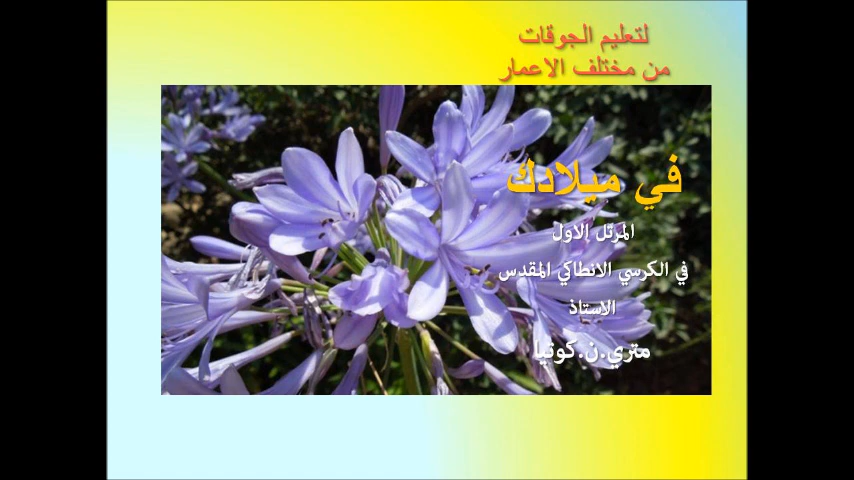 لتعليم الجوقات
من مختلف الاعمار
في ميلادك
المرتل الاول
في الكرسي الانطاكي المقدس
الاستاذ
متري.ن.كوتيا